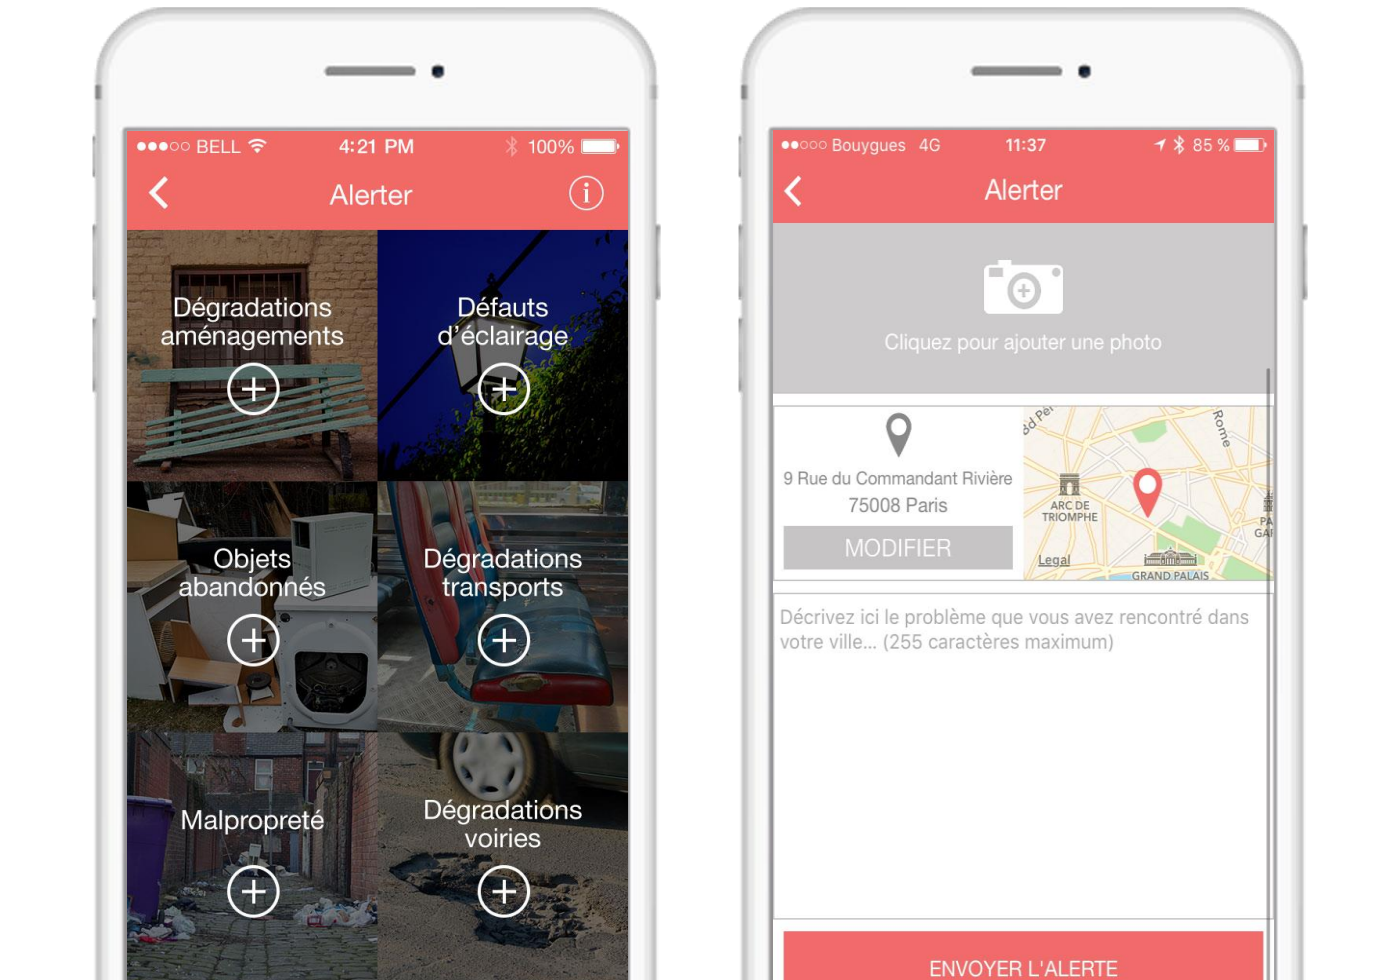 BELL 4:21 PM 100%
Alerter
Dégradations
aménagements
Défauts
d'éclairage
Objets
abandonnés
Dégradations
transports
Malpropreté
Dégradations
voiries
Bouygues 4G 11:37 85 %
Alerter
Cliquez pour ajouter une photo
9 Rue du Commandant Rivière
75008 Paris
MODIFIER
Rome
ARC DE
TRIOMPHE
Legal
GRAND PALAIS
Décrivez ici le problème que vous avez rencontré dans
votre ville... (255 caractères maximum)
ENVOYER L'ALERTE